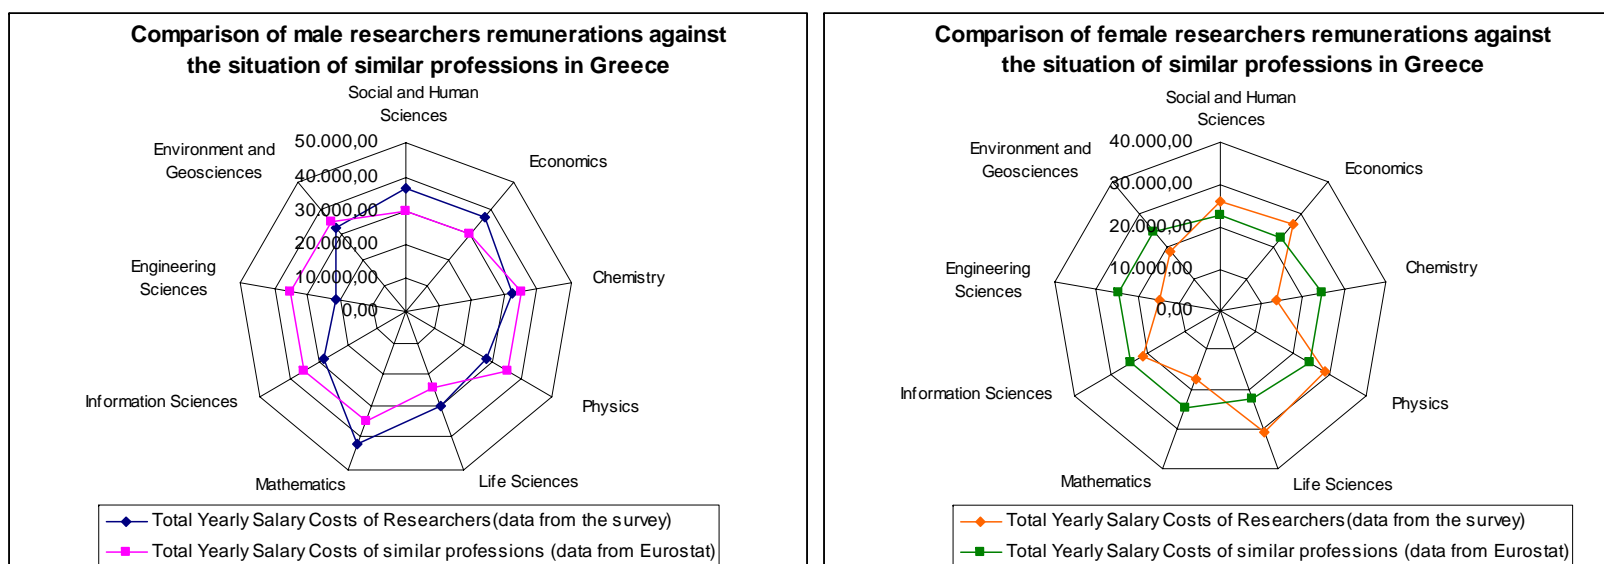 Comparison of male researchers remunerations against
the situation of similar professions in Greece
Social and Human
Sciences
Economics
Chemistry
Physics
Life Sciences
Mathematics
Information Sciences
Engineering
Sciences
Environment and
Geosciences
50.000,00
40.000,00
30.000,00
20.000,00
10.000,00
0,00
Total Yearly Salary Costs of Researchers(data from the survey)
Total Yearly Salary Costs of similar professions (data from Eurostat)
Comparison of female researchers remunerations against
the situation of similar professions in Greece
Social and Human
Sciences
Economics
Chemistry
Physics
Life Sciences
Mathematics
Information Sciences
Engineering
Sciences
Environment and
Geosciences
40.000,00
30.000,00
20.000,00
10.000,00
0,00
Total Yearly Salary Costs of Researchers(data from the survey)
Total Yearly Salary Costs of similar professions (data from Eurostat)